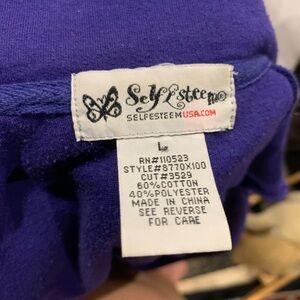 Self Esteem®
SELFESTEEMUSA.COM
L
RN#110523
STYLE#8770X100
CUT#3529
60%COTTON
40%POLYESTER
MADE IN CHINA
SEE REVERSE
FOR CARE